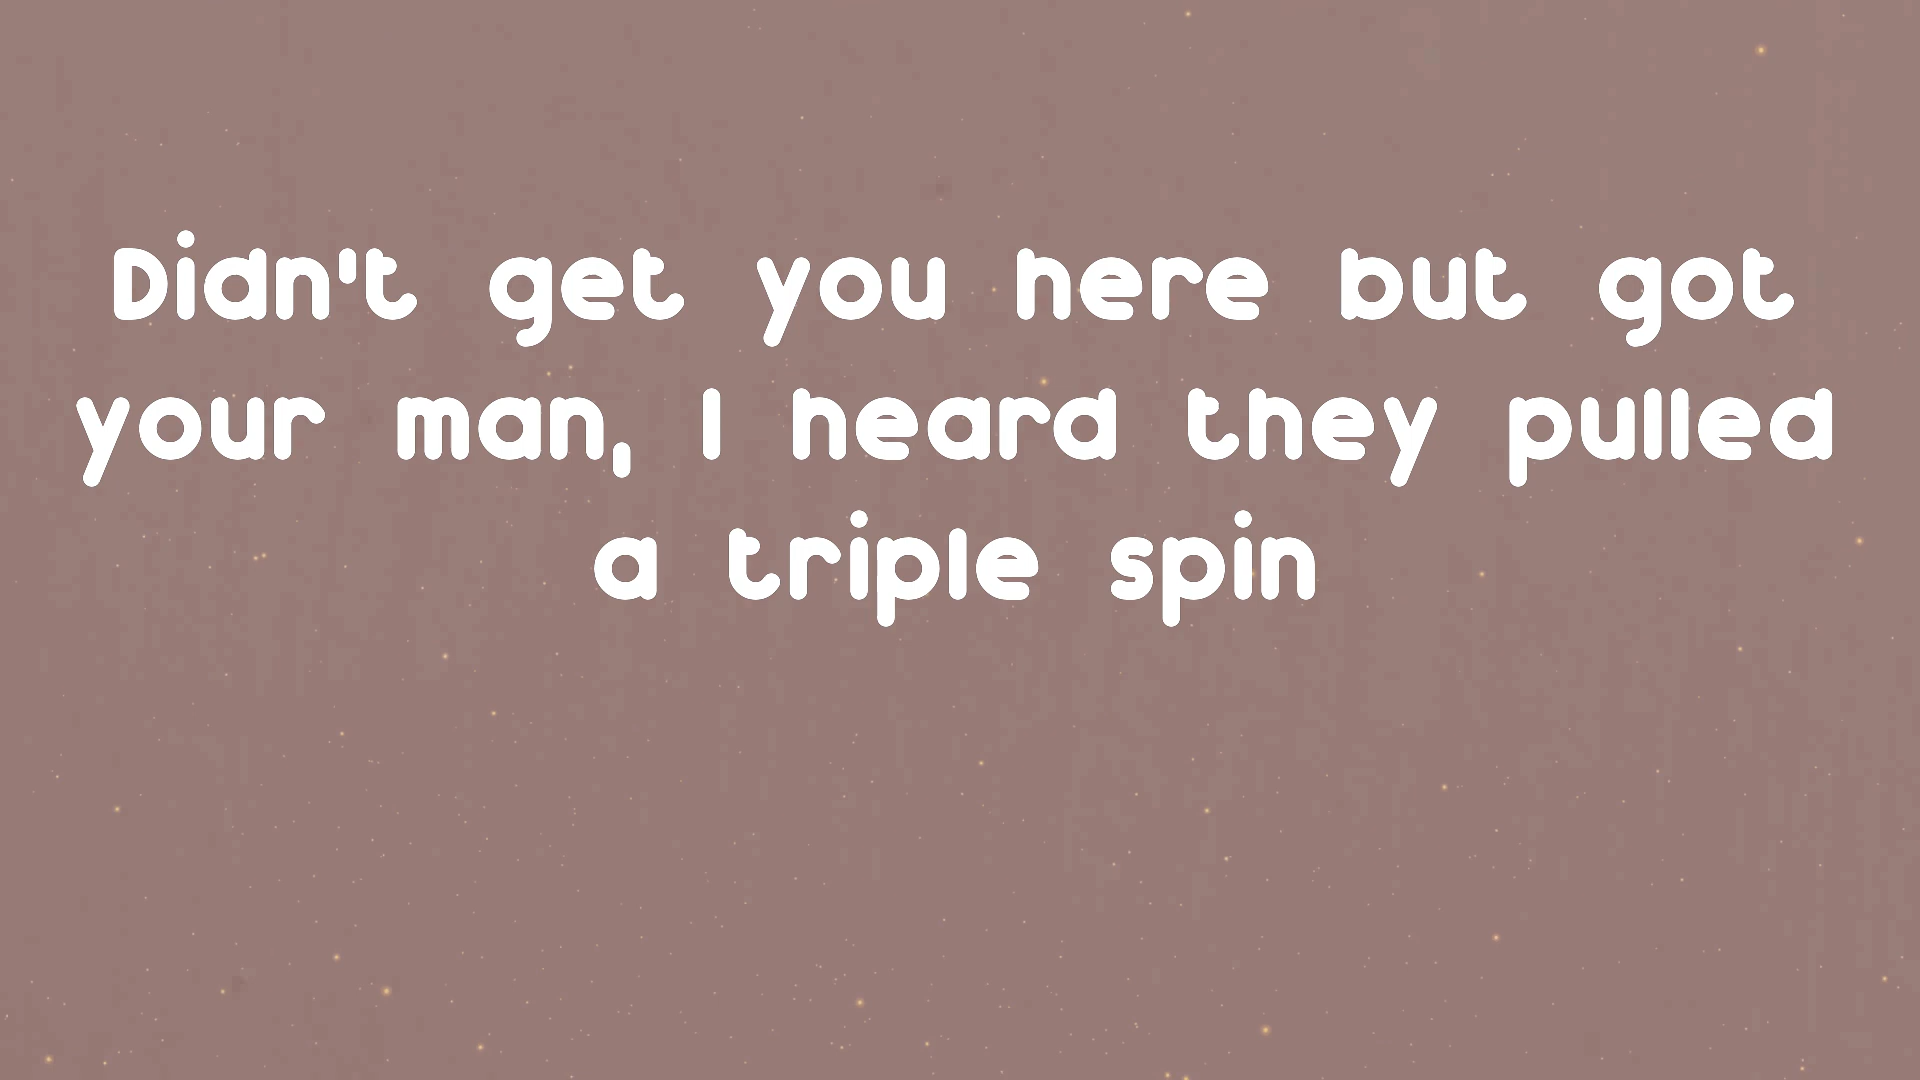 Didn't get you here but got
your man, I heard they pulled
a triple spin